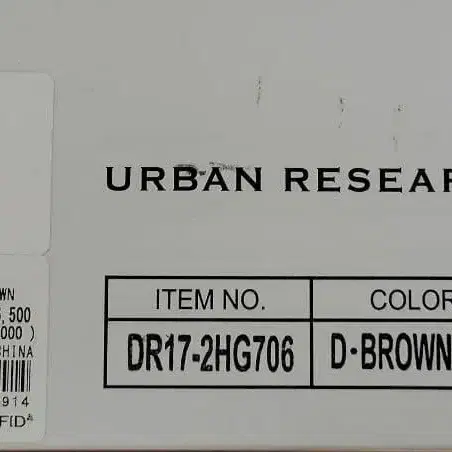 URBAN RESEAR
ITEM NO. COLOR
DR17-2HG706 D·BROWN
WN
,500
000 )
CHINA
914
FID